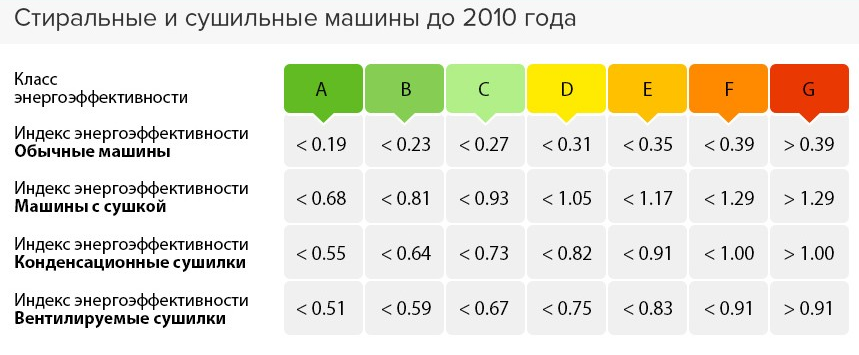 Стиральные и сушильные машины до 2010 года
Класс
энергоэффективности
A B C D E F G
Индекс энергоэффективности
Обычные машины
< 0.19 < 0.23 < 0.27 < 0.31 < 0.35 < 0.39 > 0.39
Индекс энергоэффективности
Машины с сушкой
< 0.68 < 0.81 < 0.93 < 1.05 < 1.17 < 1.29 > 1.29
Индекс энергоэффективности
Конденсационные сушилки
< 0.55 < 0.64 < 0.73 < 0.82 < 0.91 < 1.00 > 1.00
Индекс энергоэффективности
Вентилируемые сушилки
< 0.51 < 0.59 < 0.67 < 0.75 < 0.83 < 0.91 > 0.91